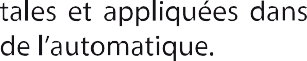 tales et appliquées dans
de l'automatique.